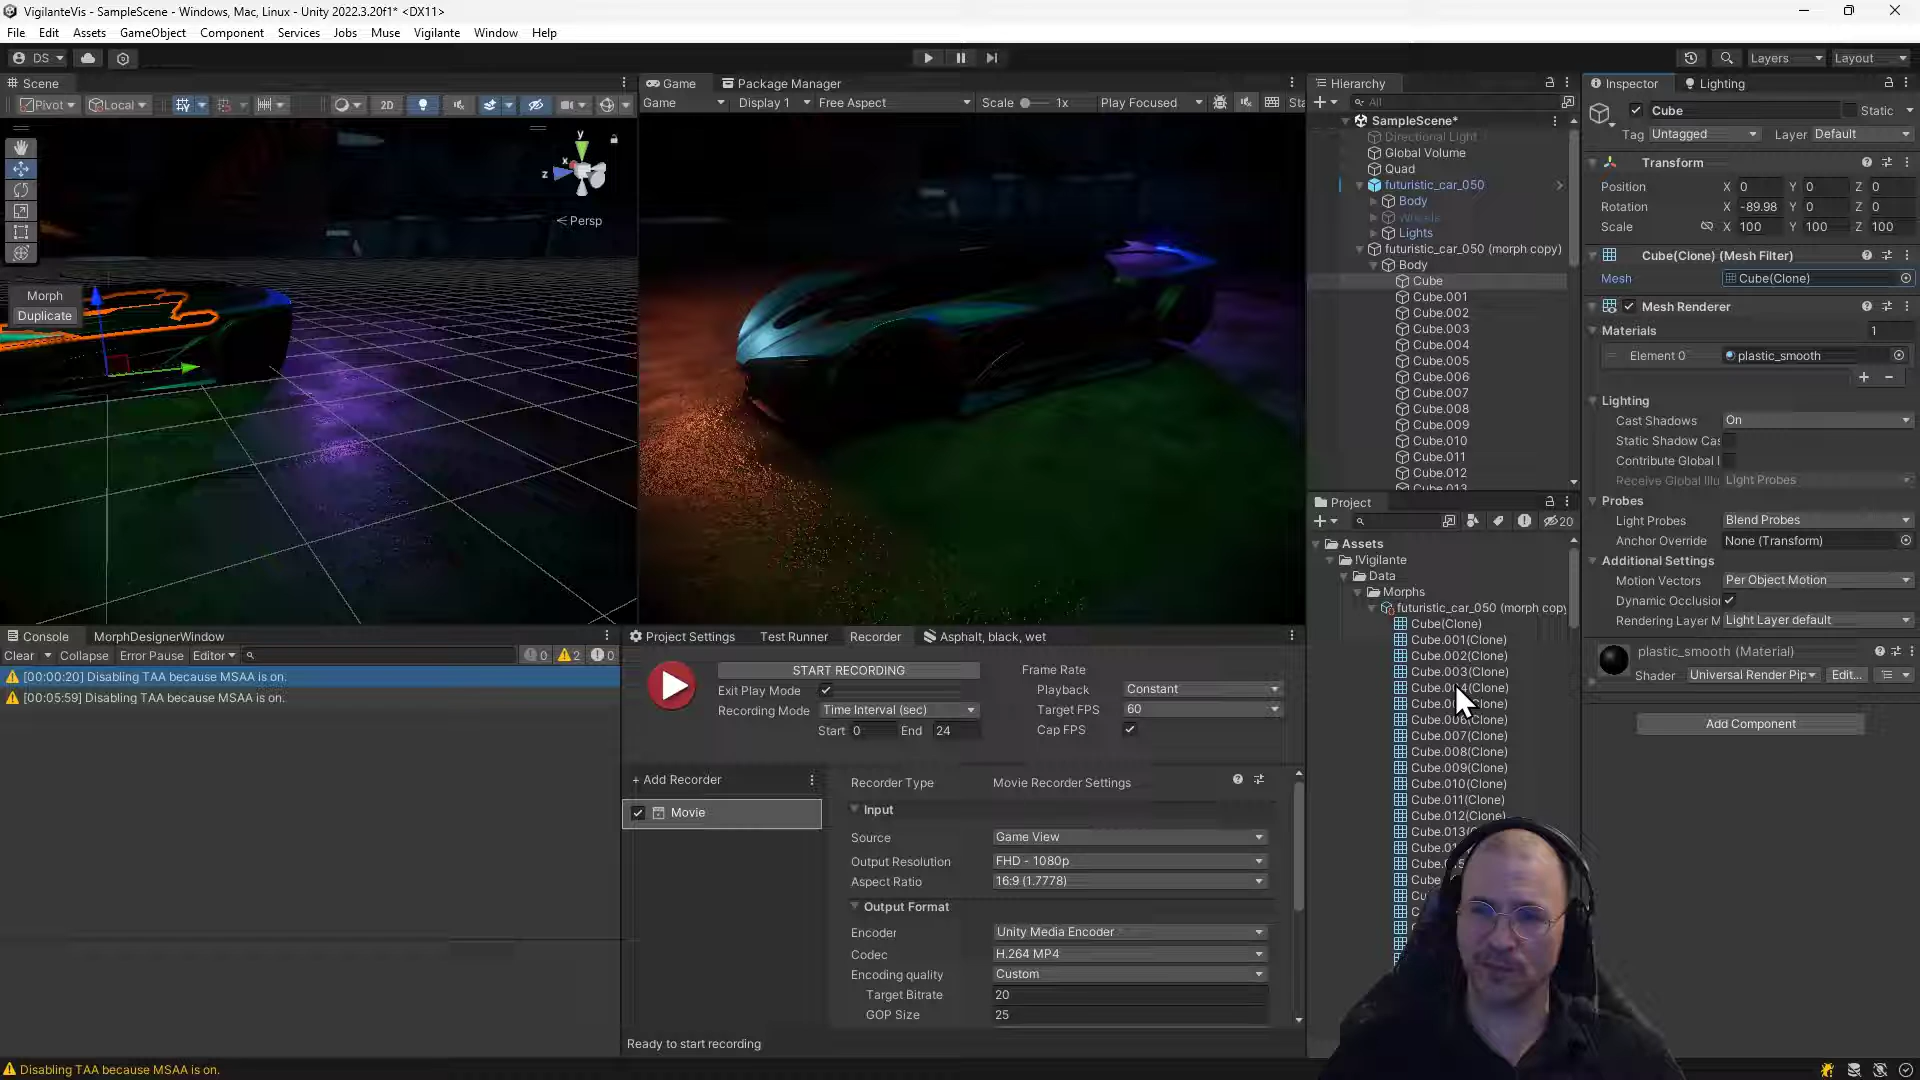 VigilanteVis - SampleScene - Windows, Mac, Linux - Unity 2022.3.20f1* <DX11>
File Edit Assets GameObject Component Services Jobs Muse Vigilante Window Help
DS
Layers Layout
Scene
Pivot Local 2D
Persp
Morph
Duplicate
Game Package Manager
Game Display 1 Free Aspect Scale 1x Play Focused Sta
Hierarchy
All
SampleScene*
Directional Light
Global Volume
Quad
futuristic_car_050
Body
Wheels
Lights
futuristic_car_050 (morph copy)
Body
Cube
Cube.001
Cube.002
Cube.003
Cube.004
Cube.005
Cube.006
Cube.007
Cube.008
Cube.009
Cube.010
Cube.011
Cube.012
Cube.013
Project
20
Assets
!Vigilante
Data
Morphs
futuristic_car_050 (morph copy
Cube(Clone)
Cube.001(Clone)
Cube.002(Clone)
Cube.003(Clone)
Cube.004(Clone)
(Clone)
Cube.006(Clone)
Cube.007(Clone)
Cube.008(Clone)
Cube.009(Clone)
Cube.010(Clone)
Cube.011(Clone)
Cube.012(Clone)
Cube.013(
Inspector Lighting
Cube Static
Tag Untagged Layer Default
Transform
Position X 0 Y 0 Z 0
Rotation X -89.98 Y 0 Z 0
Scale X 100 Y 100 Z 100
Cube(Clone) (Mesh Filter)
Mesh Cube(Clone)
Mesh Renderer
Materials 1
Element 0 plastic_smooth
Lighting
Cast Shadows On
Static Shadow Cas
Contribute Global I
Receive Global Illu Light Probes
Probes
Light Probes Blend Probes
Anchor Override None (Transform)
Additional Settings
Motion Vectors Per Object Motion
Dynamic Occlusion
Rendering Layer M Light Layer default
plastic_smooth (Material)
Shader Universal Render Pip Edit...
Add Component
Console MorphDesignerWindow
Clear Collapse Error Pause Editor 0 2 0
[00:00:20] Disabling TAA because MSAA is on.
[00:05:59] Disabling TAA because MSAA is on.
Project Settings Test Runner Recorder Asphalt, black, wet
START RECORDING
Exit Play Mode
Recording Mode Time Interval (sec)
Start 0 End 24
Frame Rate
Playback Constant
Target FPS 60
Cap FPS
+ Add Recorder
Movie
Recorder Type Movie Recorder Settings
Input
Source Game View
Output Resolution FHD - 1080p
Aspect Ratio 16:9 (1.7778)
Output Format
Encoder Unity Media Encoder
Codec H.264 MP4
Encoding quality Custom
Target Bitrate 20
GOP Size 25
Ready to start recording
Disabling TAA because MSAA is on.